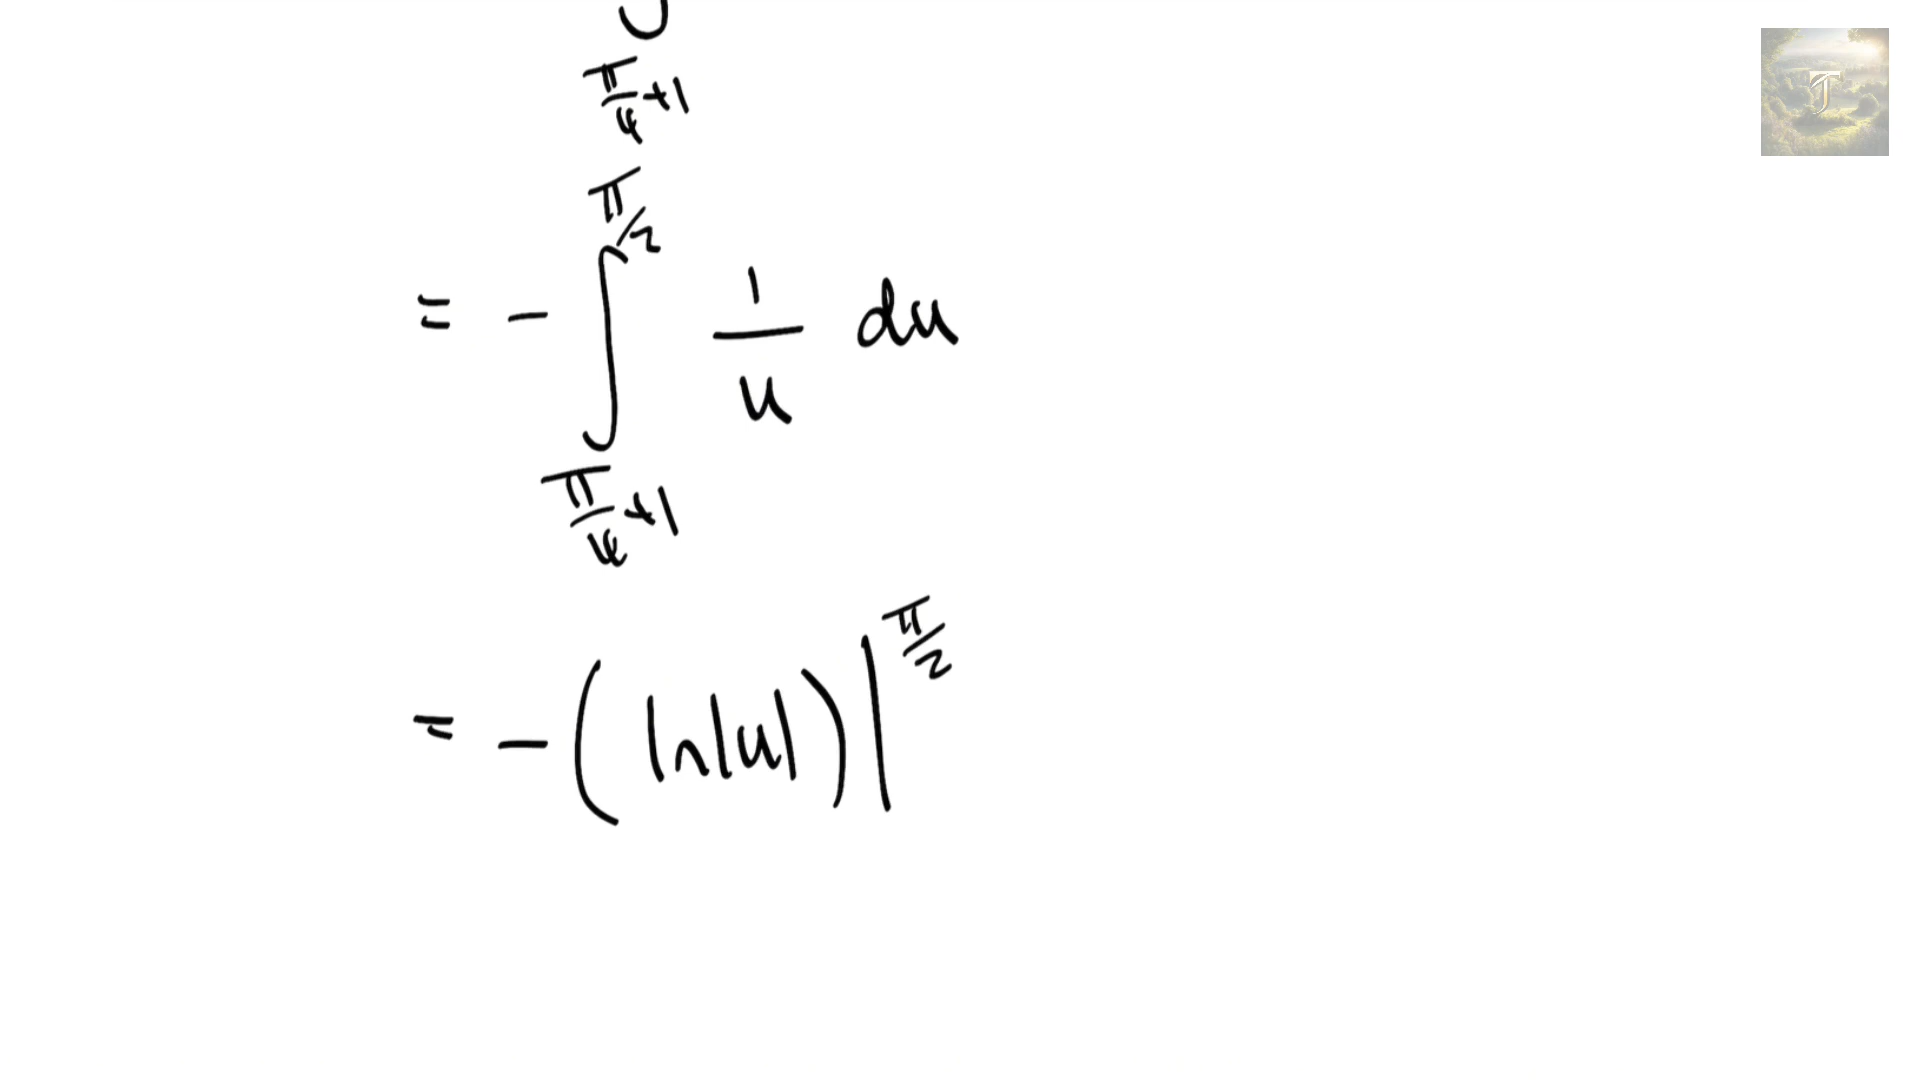 π/4 +1
= - ∫_{π/4 +1}^{π/2} 1/u du
= - ( ln|u| ) |^{π/2}
J